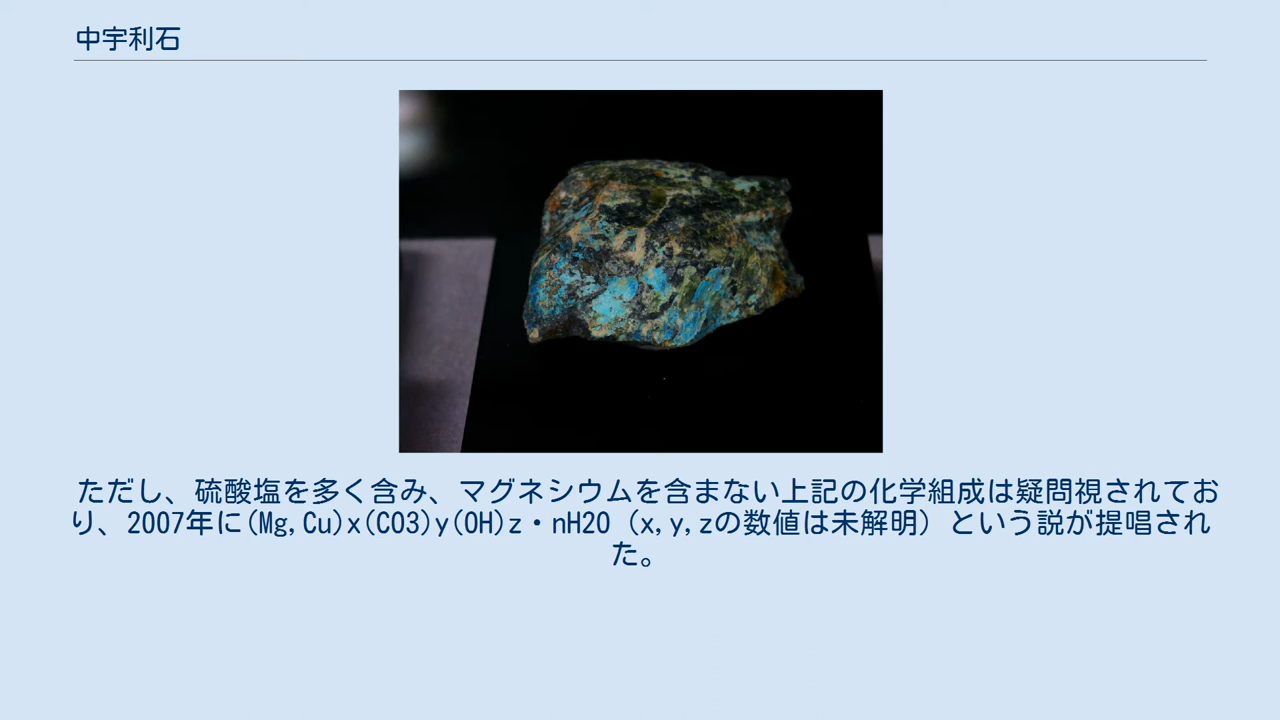 中宇利石
ただし、硫酸塩を多く含み、マグネシウムを含まない上記の化学組成は疑問視されてお
り、2007年に(Mg,Cu)x(CO3)y(OH)z・nH2O（x,y,zの数値は未解明）という説が提唱され
た。